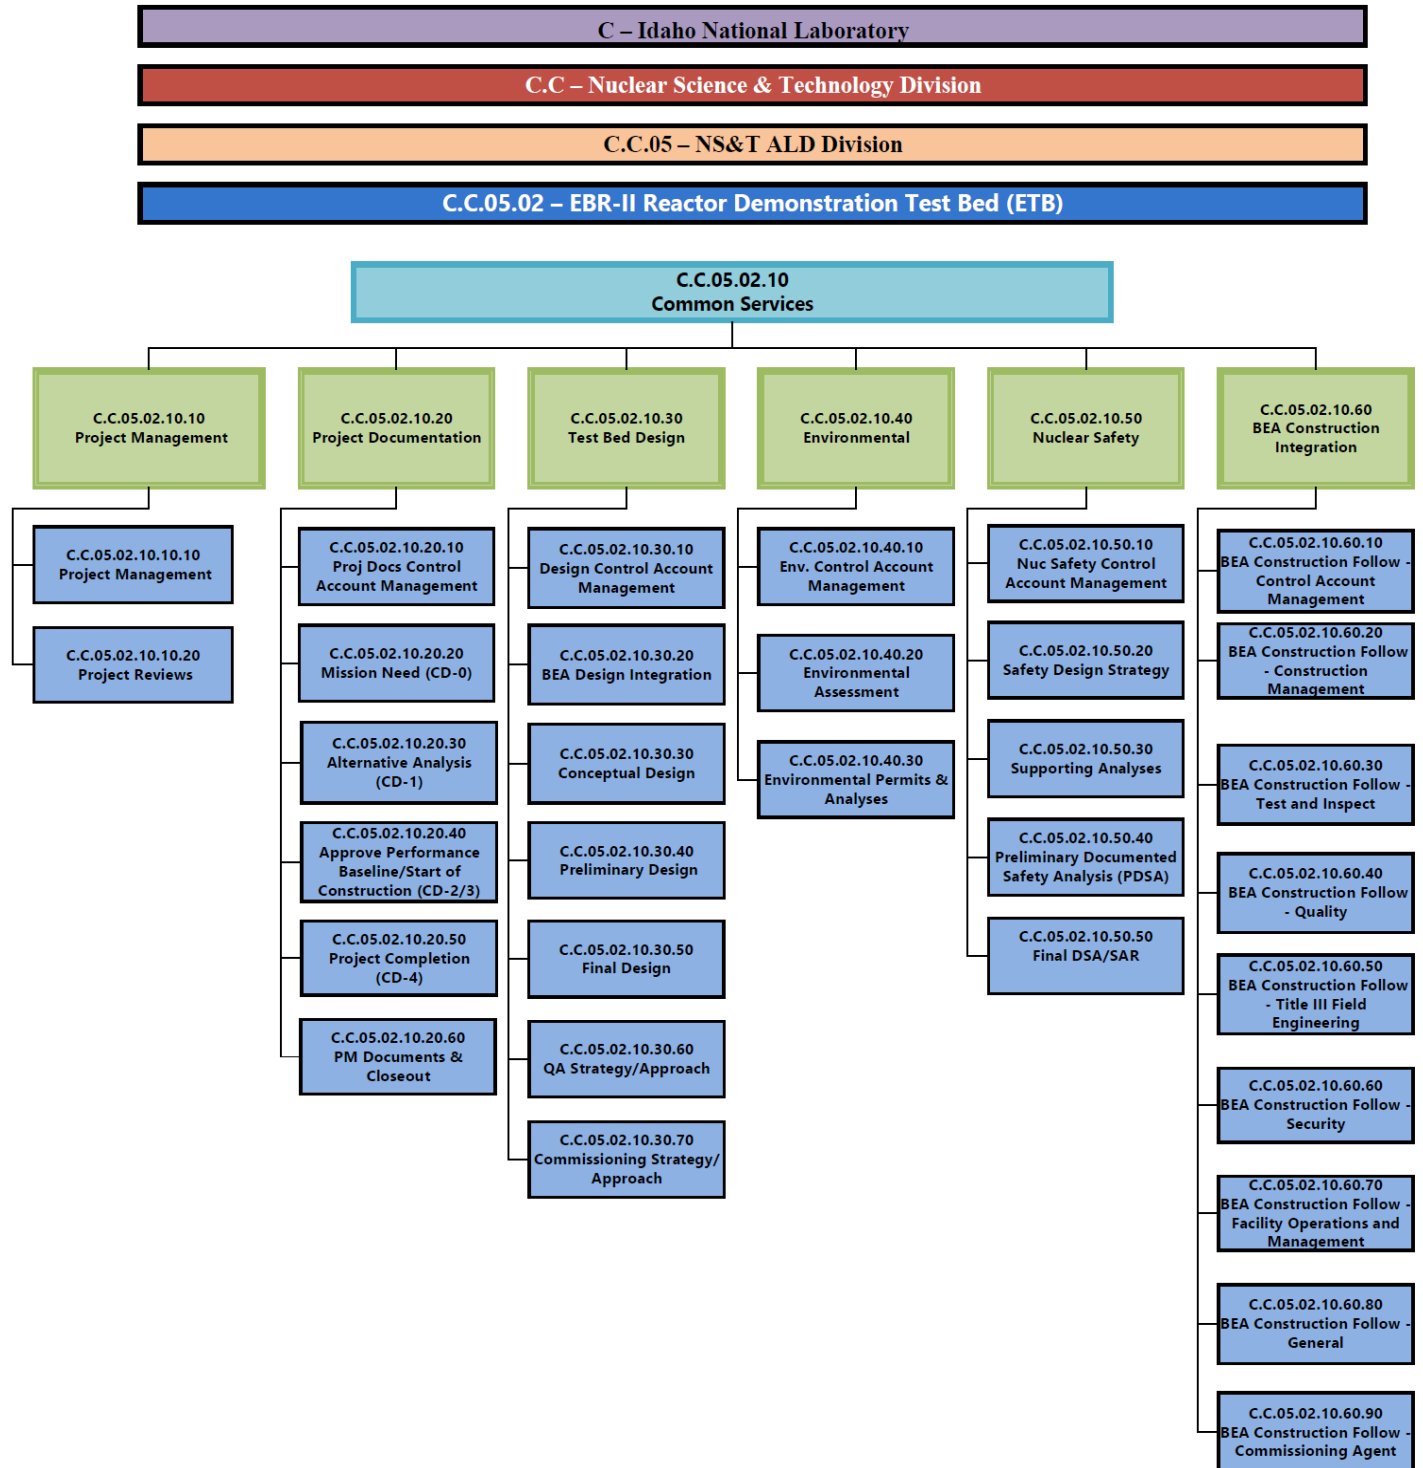 C – Idaho National Laboratory
C.C – Nuclear Science & Technology Division
C.C.05 – NS&T ALD Division
C.C.05.02 – EBR-II Reactor Demonstration Test Bed (ETB)
C.C.05.02.10
Common Services
C.C.05.02.10.10
Project Management
C.C.05.02.10.10.10
Project Management
C.C.05.02.10.10.20
Project Reviews
C.C.05.02.10.20
Project Documentation
C.C.05.02.10.20.10
Proj Docs Control
Account Management
C.C.05.02.10.20.20
Mission Need (CD-0)
C.C.05.02.10.20.30
Alternative Analysis
(CD-1)
C.C.05.02.10.20.40
Approve Performance
Baseline/Start of
Construction (CD-2/3)
C.C.05.02.10.20.50
Project Completion
(CD-4)
C.C.05.02.10.20.60
PM Documents &
Closeout
C.C.05.02.10.30
Test Bed Design
C.C.05.02.10.30.10
Design Control Account
Management
C.C.05.02.10.30.20
BEA Design Integration
C.C.05.02.10.30.30
Conceptual Design
C.C.05.02.10.30.40
Preliminary Design
C.C.05.02.10.30.50
Final Design
C.C.05.02.10.30.60
QA Strategy/Approach
C.C.05.02.10.30.70
Commissioning Strategy/
Approach
C.C.05.02.10.40
Environmental
C.C.05.02.10.40.10
Env. Control Account
Management
C.C.05.02.10.40.20
Environmental
Assessment
C.C.05.02.10.40.30
Environmental Permits &
Analyses
C.C.05.02.10.50
Nuclear Safety
C.C.05.02.10.50.10
Nuc Safety Control
Account Management
C.C.05.02.10.50.20
Safety Design Strategy
C.C.05.02.10.50.30
Supporting Analyses
C.C.05.02.10.50.40
Preliminary Documented
Safety Analysis (PDSA)
C.C.05.02.10.50.50
Final DSA/SAR
C.C.05.02.10.60
BEA Construction
Integration
C.C.05.02.10.60.10
BEA Construction Follow -
Control Account
Management
C.C.05.02.10.60.20
BEA Construction Follow
- Construction
Management
C.C.05.02.10.60.30
BEA Construction Follow -
Test and Inspect
C.C.05.02.10.60.40
BEA Construction Follow
- Quality
C.C.05.02.10.60.50
BEA Construction Follow
- Title III Field
Engineering
C.C.05.02.10.60.60
BEA Construction Follow -
Security
C.C.05.02.10.60.70
BEA Construction Follow -
Facility Operations and
Management
C.C.05.02.10.60.80
BEA Construction Follow -
General
C.C.05.02.10.60.90
BEA Construction Follow -
Commissioning Agent